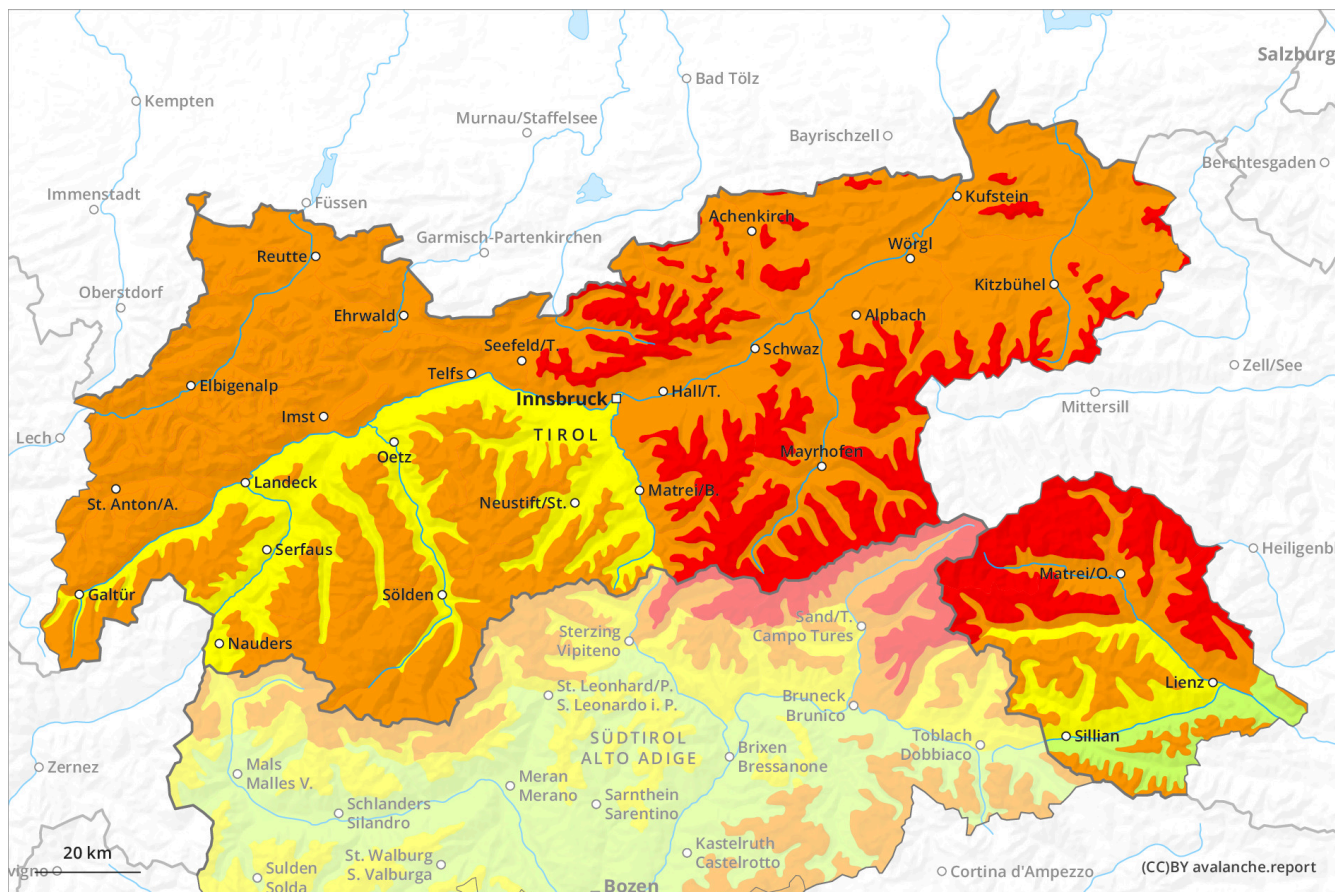 Salzburg
Bad Tölz
Kempten
Murnau/Staffelsee
Bayrischzell
Berchtesgaden
Immenstadt
Füssen
Kufstein
Achenkirch
Garmisch-Partenkirchen
Wörgl
Reutte
Kitzbühel
Oberstdorf
Ehrwald
Alpbach
Seefeld/T.
Schwaz
Zell/See
Telfs
Elbigenalp
Innsbruck
Hall/T.
Mittersill
Imst
TIROL
Lech
Oetz
Mayrhofen
Landeck
St. Anton/A.
Neustift/St.
Matrei/B.
Serfaus
Heiligenb
Matrei/O.
Galtür
Sölden
Sterzing
Vipiteno
Sand/T.
Campo Tures
Nauders
Lienz
St. Leonhard/P.
S. Leonardo i. P.
Bruneck
Brunico
Sillian
SÜDTIROL
ALTO ADIGE
Toblach
Dobbiaco
Brixen
Bressanone
Zernez
Mals
Malles V.
Meran
Merano
Sarnthein
Sarentino
Schlanders
Silandro
Kastelruth
Castelrotto
20 km
St. Walburg
S. Valburga
vigno
Sulden
Solda
Cortina d'Ampezzo
(CC)BY avalanche.report
Bozen